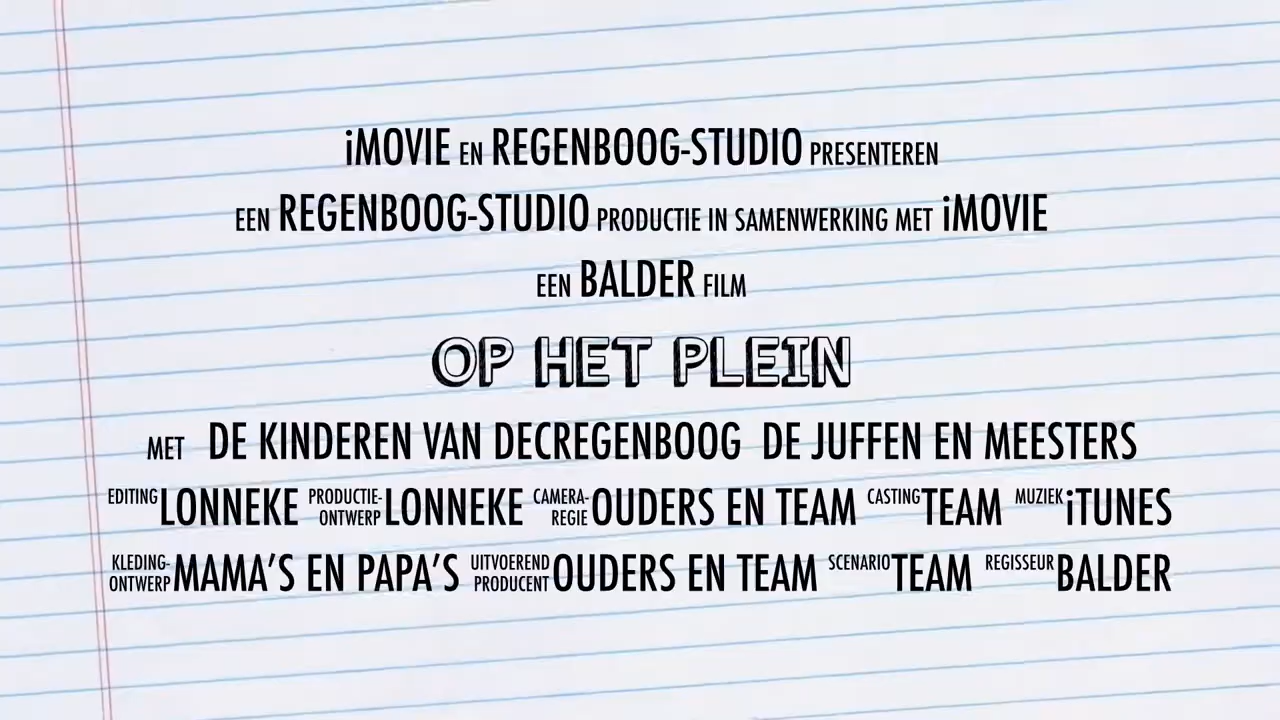 iMOVIE EN REGENBOOG-STUDIO PRESENTEREN
EEN REGENBOOG-STUDIO PRODUCTIE IN SAMENWERKING MET iMOVIE
EEN BALDER FILM
OP HET PLEIN
MET DE KINDEREN VAN DECREGENBOOG DE JUFFEN EN MEESTERS
EDITING LONNEKE PRODUCTIE-ONTWERP LONNEKE CAMERA-REGIE OUDERS EN TEAM CASTING TEAM MUZIEK iTUNES
KLEDING-ONTWERP MAMA'S EN PAPA'S UITVOEREND PRODUCENT OUDERS EN TEAM SCENARIO TEAM REGISSEUR BALDER